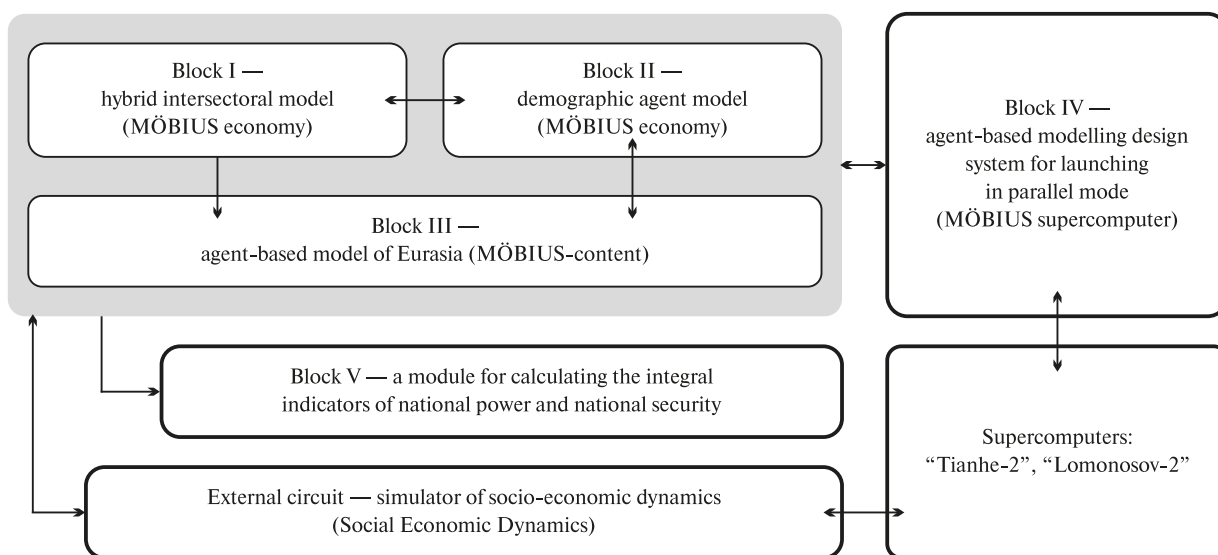 Block I —
hybrid intersectoral model
(MÖBIUS economy)
Block II —
demographic agent model
(MÖBIUS economy)
Block III —
agent-based model of Eurasia (MÖBIUS-content)
Block IV —
agent-based modelling design
system for launching
in parallel mode
(MÖBIUS supercomputer)
Block V — a module for calculating the integral
indicators of national power and national security
External circuit — simulator of socio-economic dynamics
(Social Economic Dynamics)
Supercomputers:
“Tianhe-2”, “Lomonosov-2”